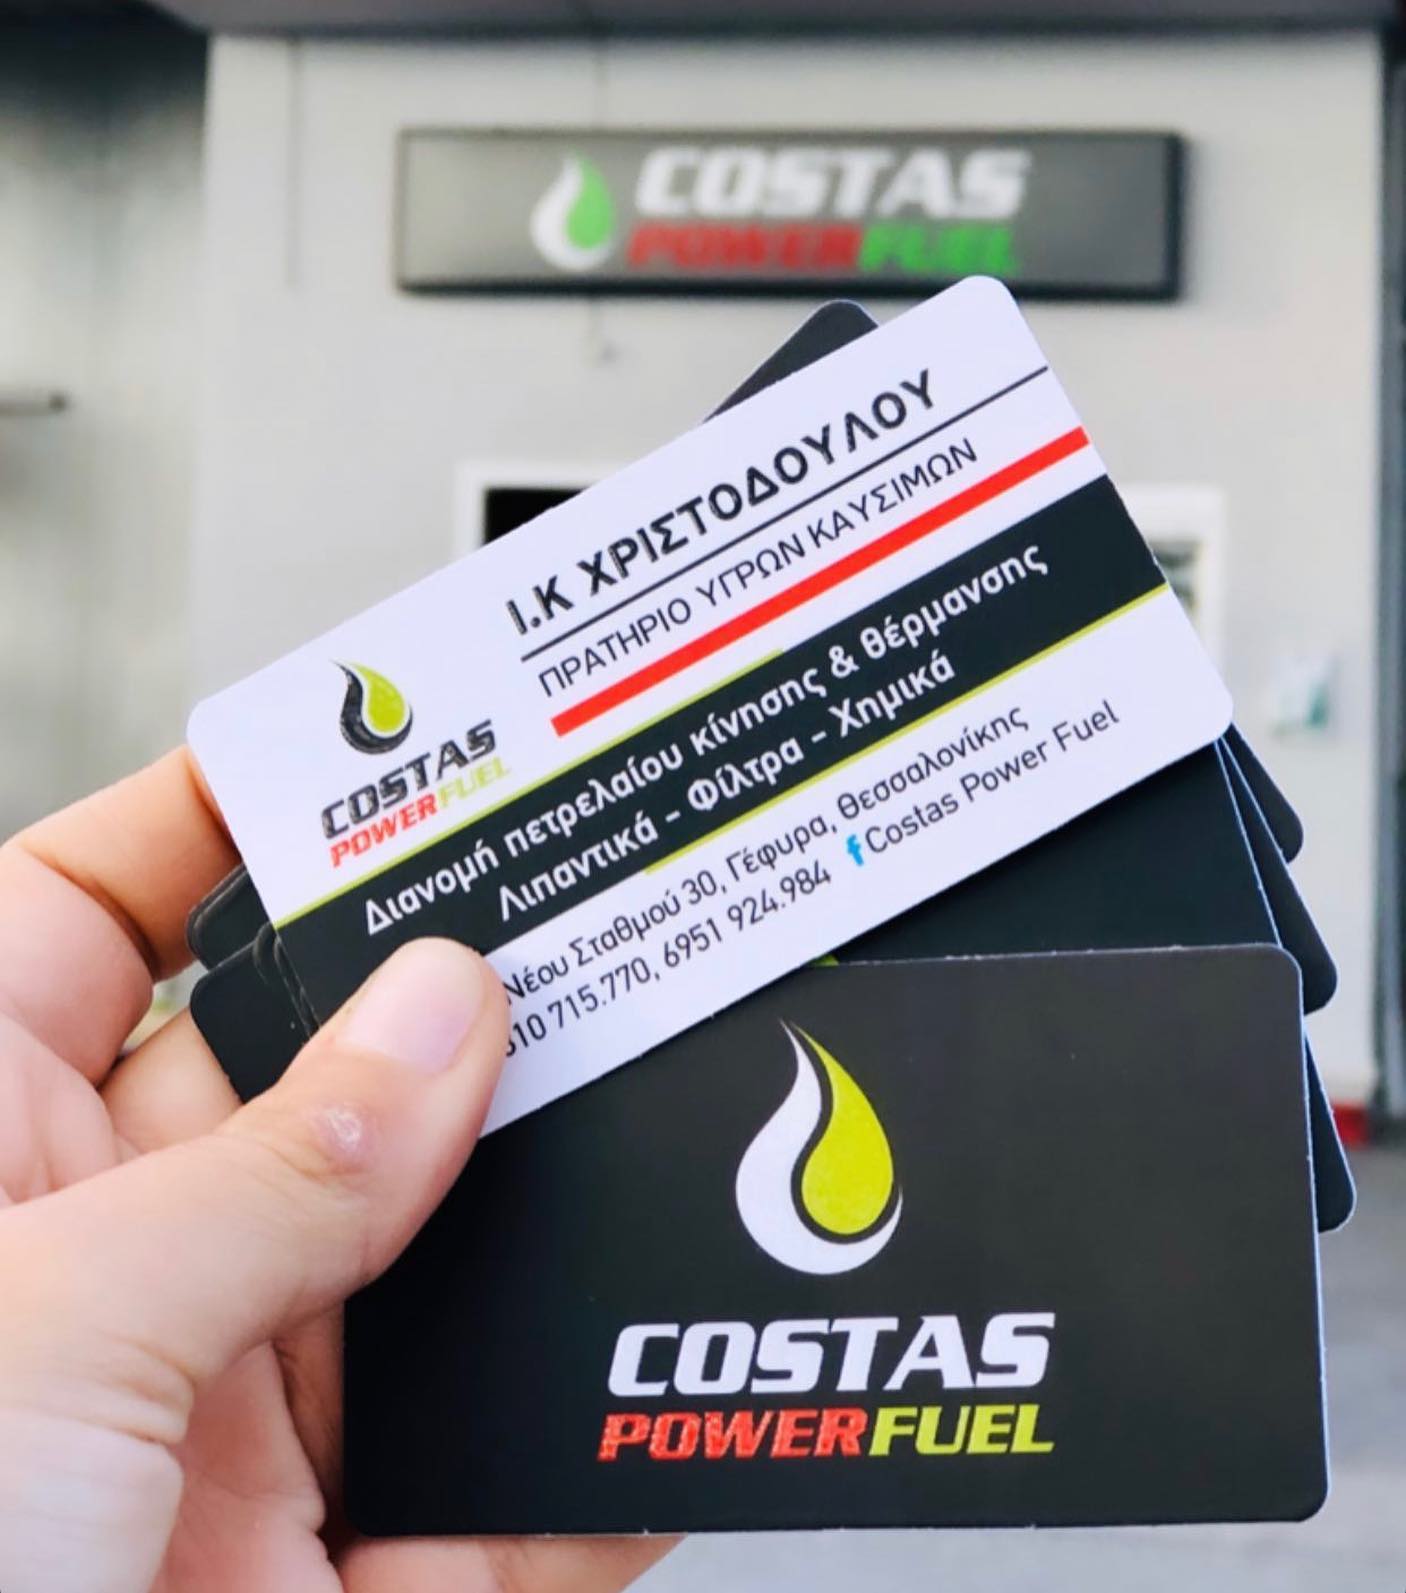 COSTAS
POWERFUEL
Ι.Κ ΧΡΙΣΤΟΔΟΥΛΟΥ
ΠΡΑΤΗΡΙΟ ΥΓΡΩΝ ΚΑΥΣΙΜΩΝ
COSTAS
POWERFUEL
Διανομή πετρελαίου κίνησης & θέρμανσης
Λιπαντικά - Φίλτρα - Χημικά
Νέου Σταθμού 30, Γέφυρα, Θεσσαλονίκης
310 715.770, 6951 924.984 f Costas Power Fuel
COSTAS
POWERFUEL